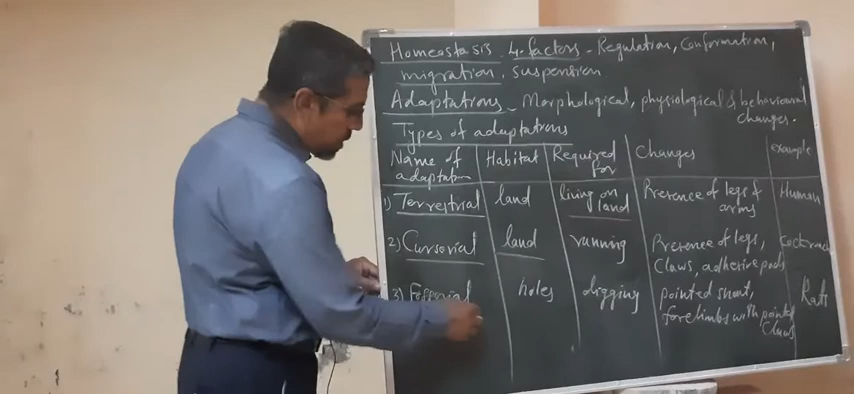 Homeostasis 4. factors - Regulation, Conformation,
migration, suspension
Adaptations - Morphological, physiological & behavioural
changes.
Types of adaptations
Name of adaptation Habitat Required for Changes example
1) Terrestrial land living on land Presence of legs & arms Human
2) Cursorial land running Presence of legs, claws, adhesive pads
3) Fossorial holes digging pointed snout, forelimbs with pointed claws Rats